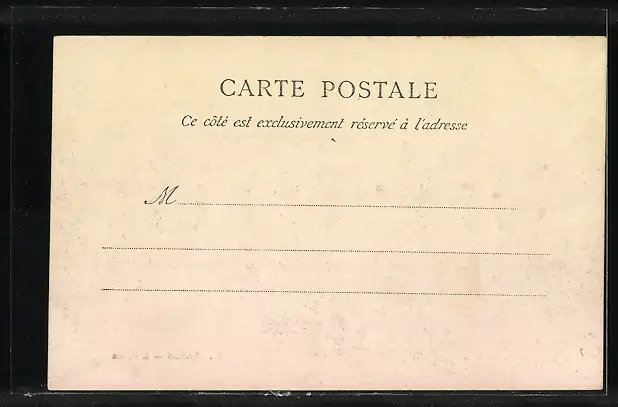 CARTE POSTALE
Ce côté est exclusivement réservé à l'adresse
M